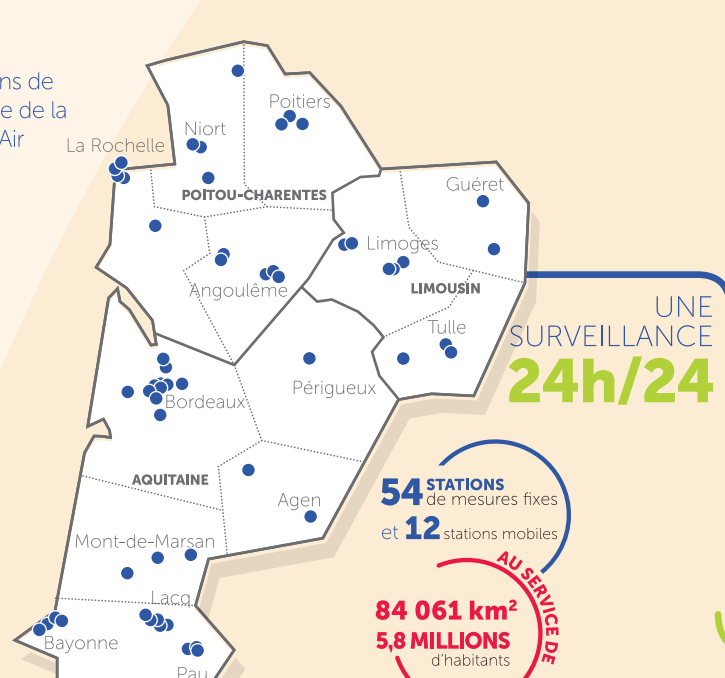 ns de
e de la
Air
La Rochelle
Niort
Poitiers
POITOU-CHARENTES
Guéret
Limoges
Angoulême
LIMOUSIN
Tulle
Périgueux
Bordeaux
AQUITAINE
Agen
Mont-de-Marsan
Lacq
Bayonne
Pau
UNE
SURVEILLANCE
24h/24
54 STATIONS
de mesures fixes
et 12 stations mobiles
AU SERVICE DE
84 061 km²
5,8 MILLIONS
d'habitants